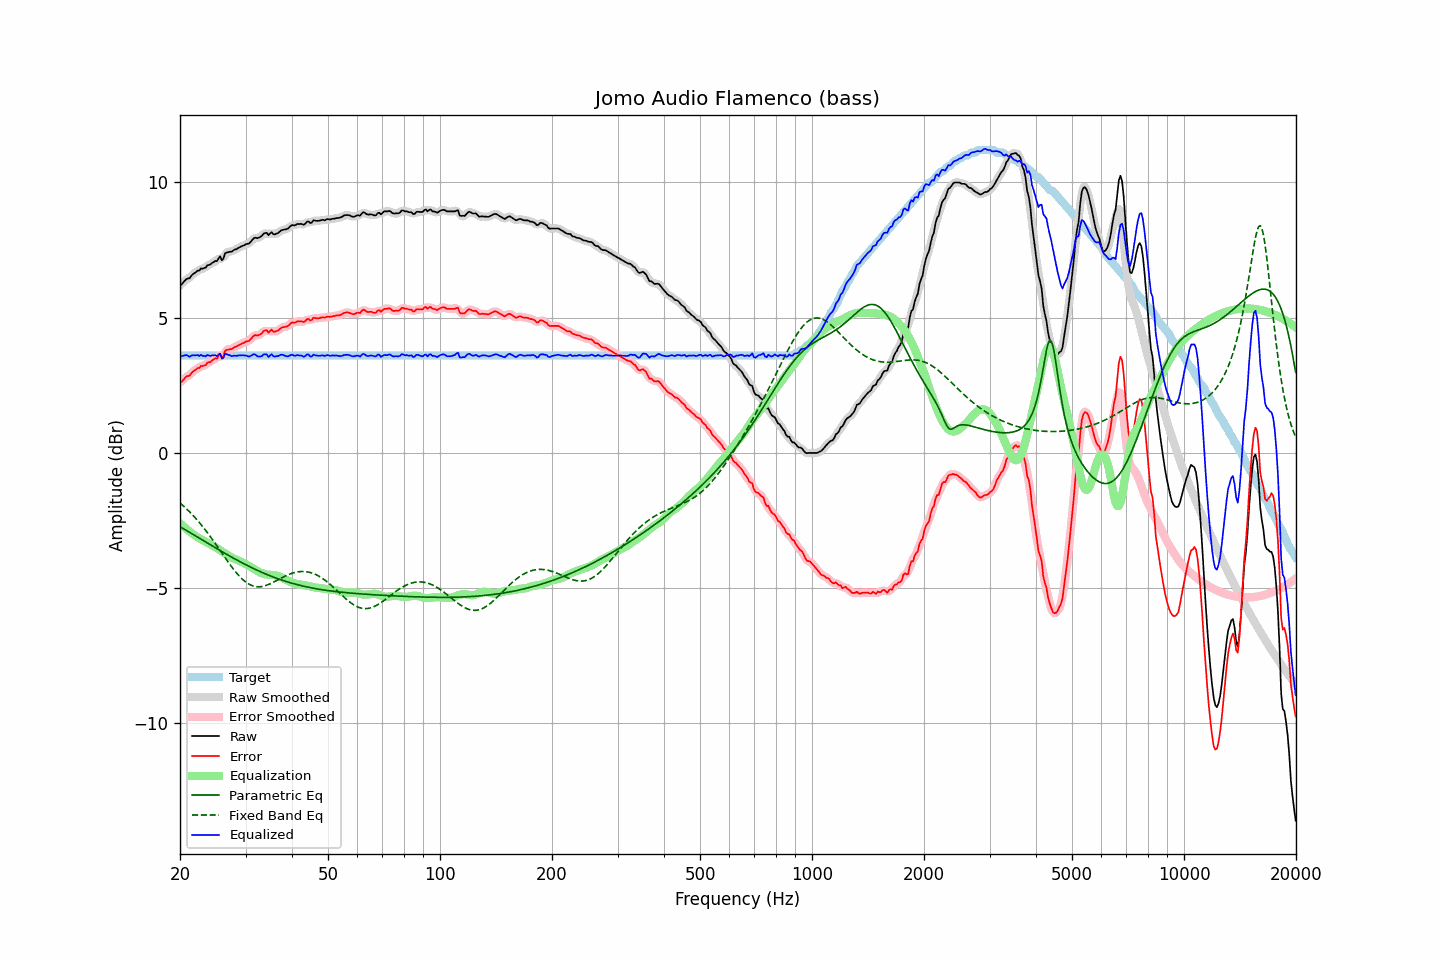 Jomo Audio Flamenco (bass)
Amplitude (dBr)
10
5
0
−5
−10
Target
Raw Smoothed
Error Smoothed
Raw
Error
Equalization
Parametric Eq
Fixed Band Eq
Equalized
20 50 100 200 500 1000 2000 5000 10000 20000
Frequency (Hz)